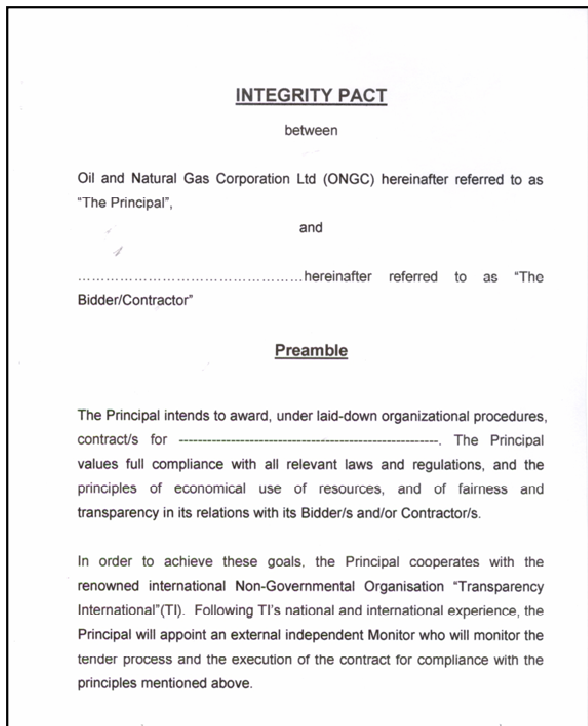 INTEGRITY PACT
between
Oil and Natural Gas Corporation Ltd (ONGC) hereinafter referred to as
“The Principal”,
and
................................................hereinafter referred to as “The
Bidder/Contractor”
Preamble
The Principal intends to award, under laid-down organizational procedures,
contract/s for ----------------------------------------------------------. The Principal
values full compliance with all relevant laws and regulations, and the
principles of economical use of resources, and of fairness and
transparency in its relations with its Bidder/s and/or Contractor/s.
In order to achieve these goals, the Principal cooperates with the
renowned international Non-Governmental Organisation “Transparency
International”(TI). Following TI's national and international experience, the
Principal will appoint an external independent Monitor who will monitor the
tender process and the execution of the contract for compliance with the
principles mentioned above.